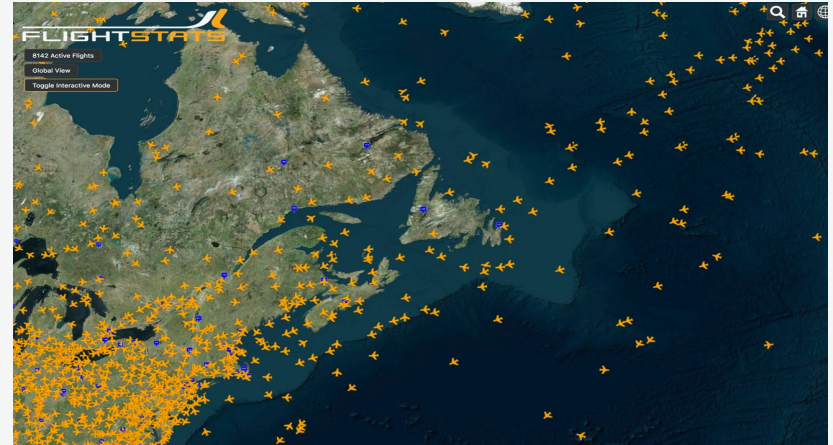 FLIGHTSTATS
8142 Active Flights
Global View
Toggle Interactive Mode